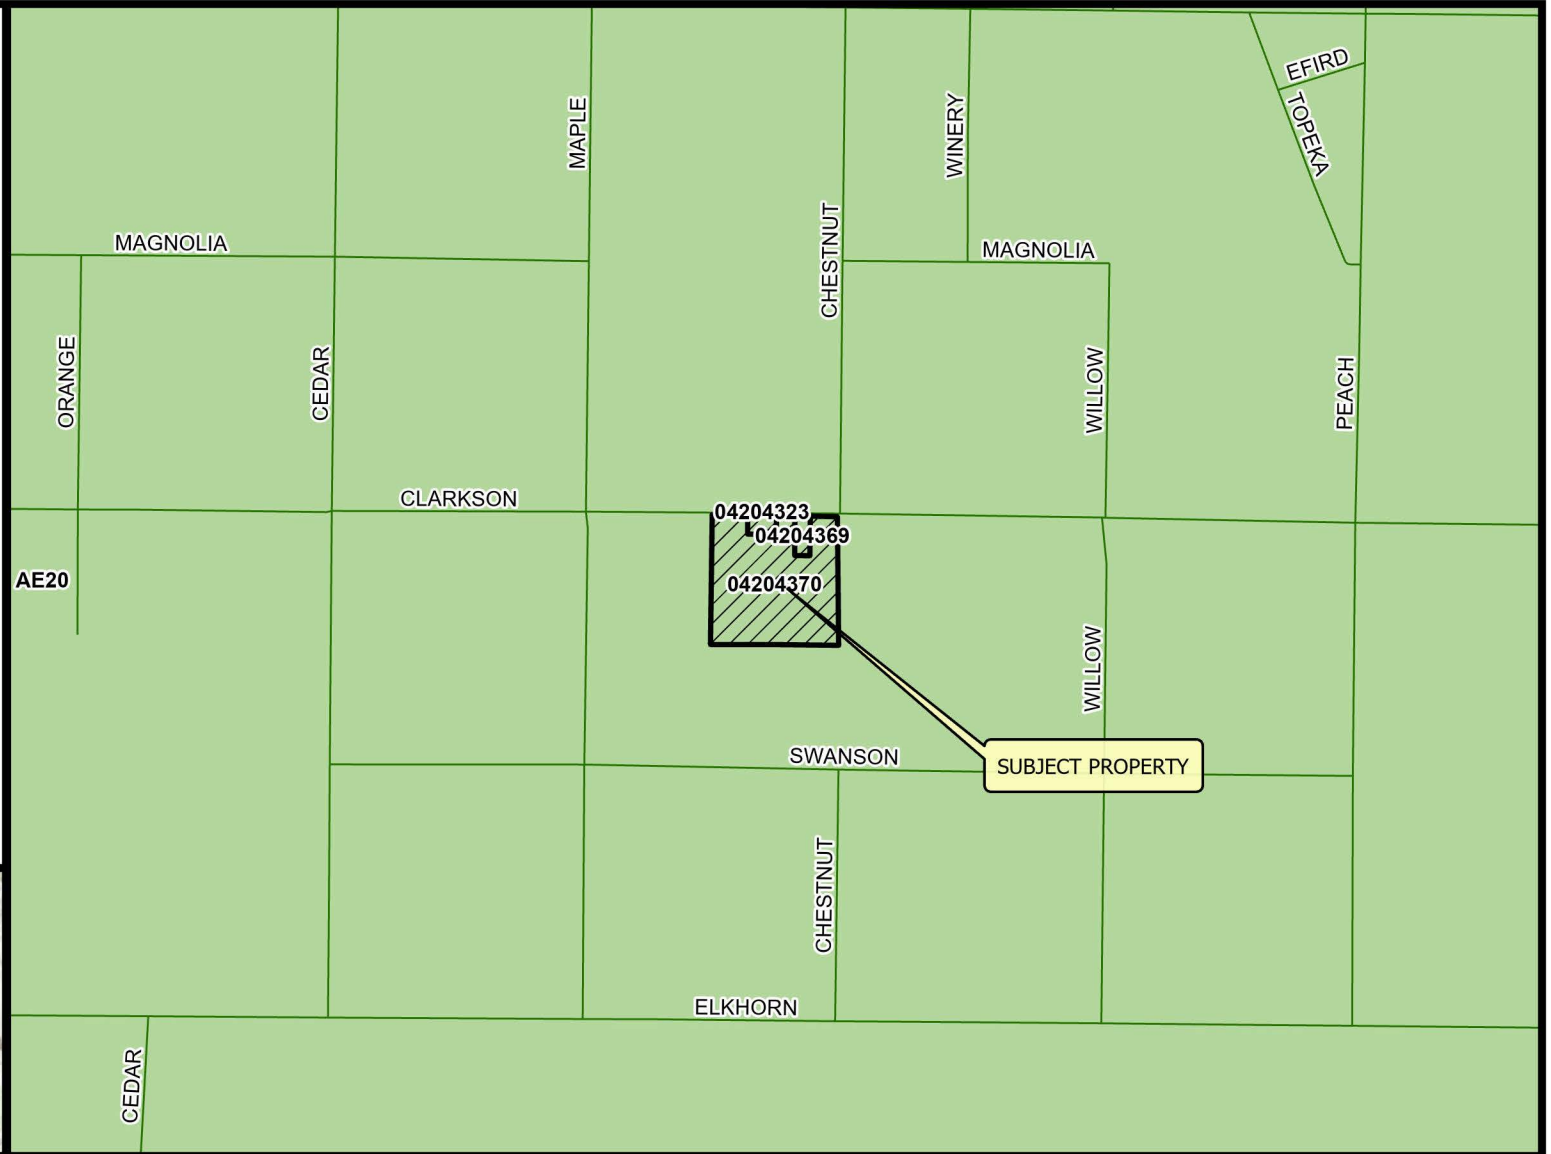 EFIRD
TOPEKA
MAPLE
WINERY
CHESTNUT
MAGNOLIA
MAGNOLIA
ORANGE
CEDAR
WILLOW
PEACH
CLARKSON
04204323
04204369
AE20
04204370
WILLOW
SWANSON
SUBJECT PROPERTY
CHESTNUT
ELKHORN
CEDAR